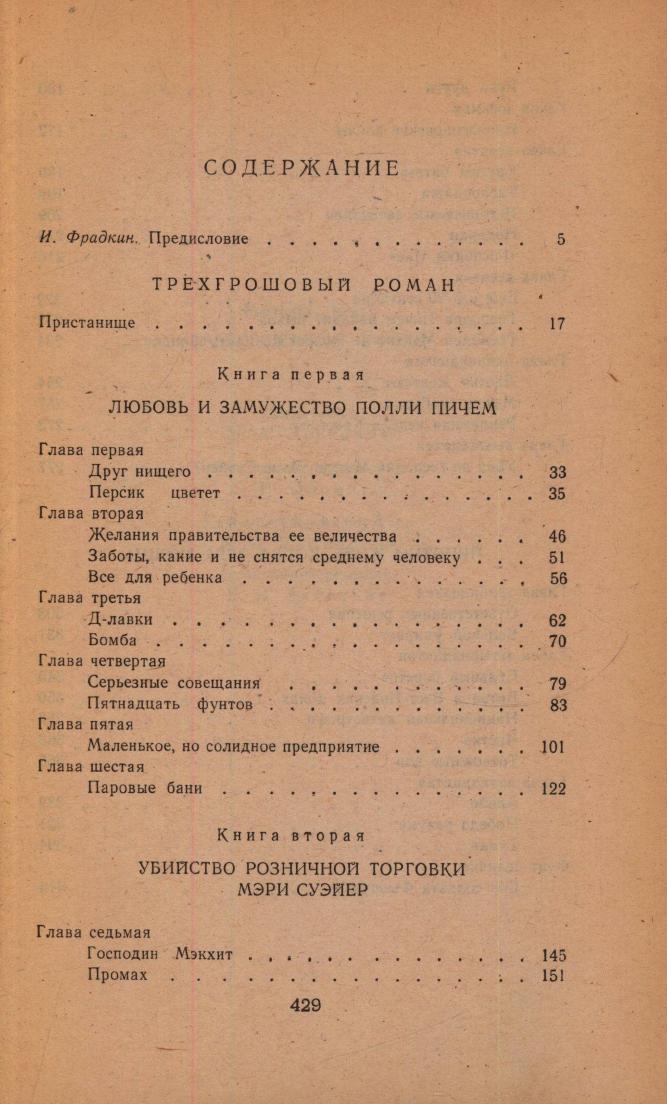 СОДЕРЖАНИЕ
И. Фрадкин. Предисловие . . . . . . . . . . . . . 5
ТРЕХГРОШОВЫЙ РОМАН
Пристанище . . . . . . . . . . . . . . . . . . 17
Книга первая
ЛЮБОВЬ И ЗАМУЖЕСТВО ПОЛЛИ ПИЧЕМ
Глава первая
Друг нищего . . . . . . . . . . . . . . . . 33
Персик цветет . . . . . . . . . . . . . . . 35
Глава вторая
Желания правительства ее величества . . . . . . 46
Заботы, какие и не снятся среднему человеку . . . 51
Все для ребенка . . . . . . . . . . . . . . 56
Глава третья
Д-лавки . . . . . . . . . . . . . . . . . 62
Бомба . . . . . . . . . . . . . . . . . . 70
Глава четвертая
Серьезные совещания . . . . . . . . . . . . 79
Пятнадцать фунтов . . . . . . . . . . . . . 83
Глава пятая
Маленькое, но солидное предприятие . . . . . . . 101
Глава шестая
Паровые бани . . . . . . . . . . . . . . . 122
Книга вторая
УБИЙСТВО РОЗНИЧНОЙ ТОРГОВКИ
МЭРИ СУЭЙЕР
Глава седьмая
Господин Мэкхит . . . . . . . . . . . . . . 145
Промах . . . . . . . . . . . . . . . . . 151
429